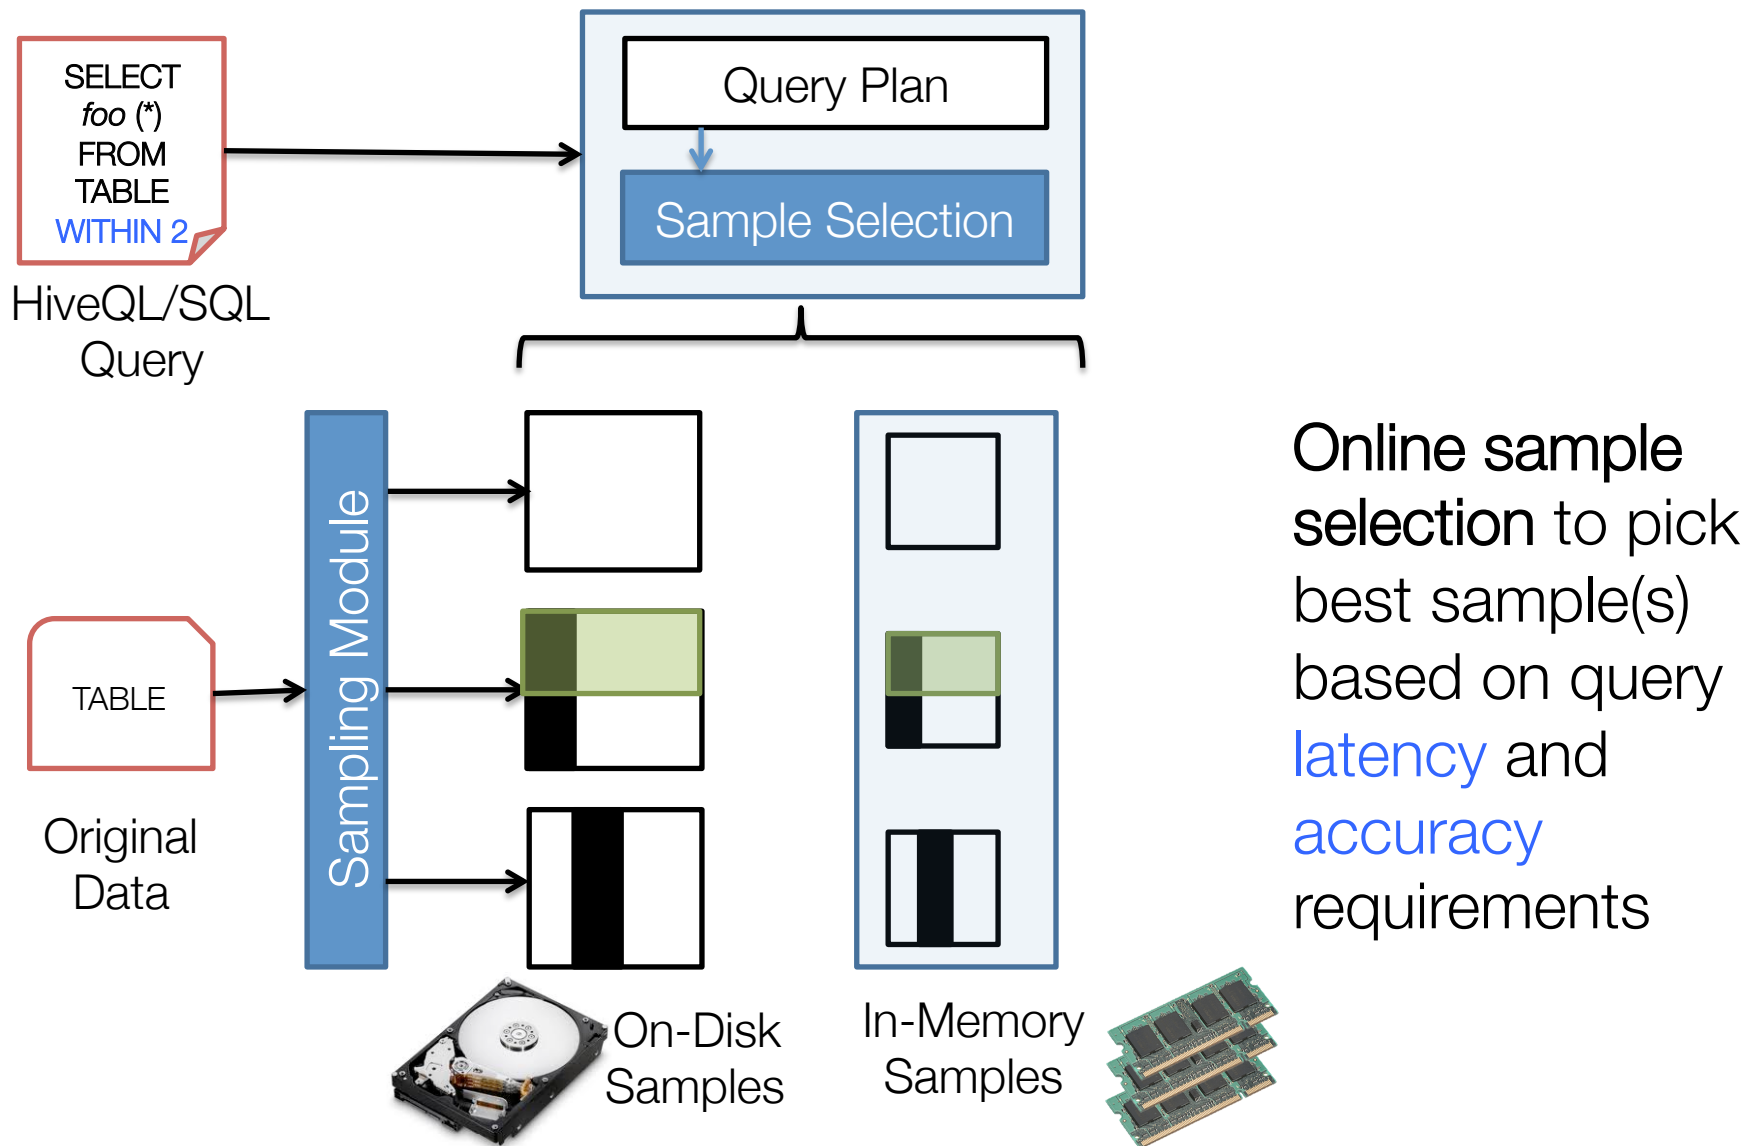 SELECT
foo (*)
FROM
TABLE
WITHIN 2
HiveQL/SQL
Query
Query Plan
Sample Selection
TABLE
Original
Data
Sampling Module
On-Disk
Samples
In-Memory
Samples
Online sample
selection to pick
best sample(s)
based on query
latency and
accuracy
requirements